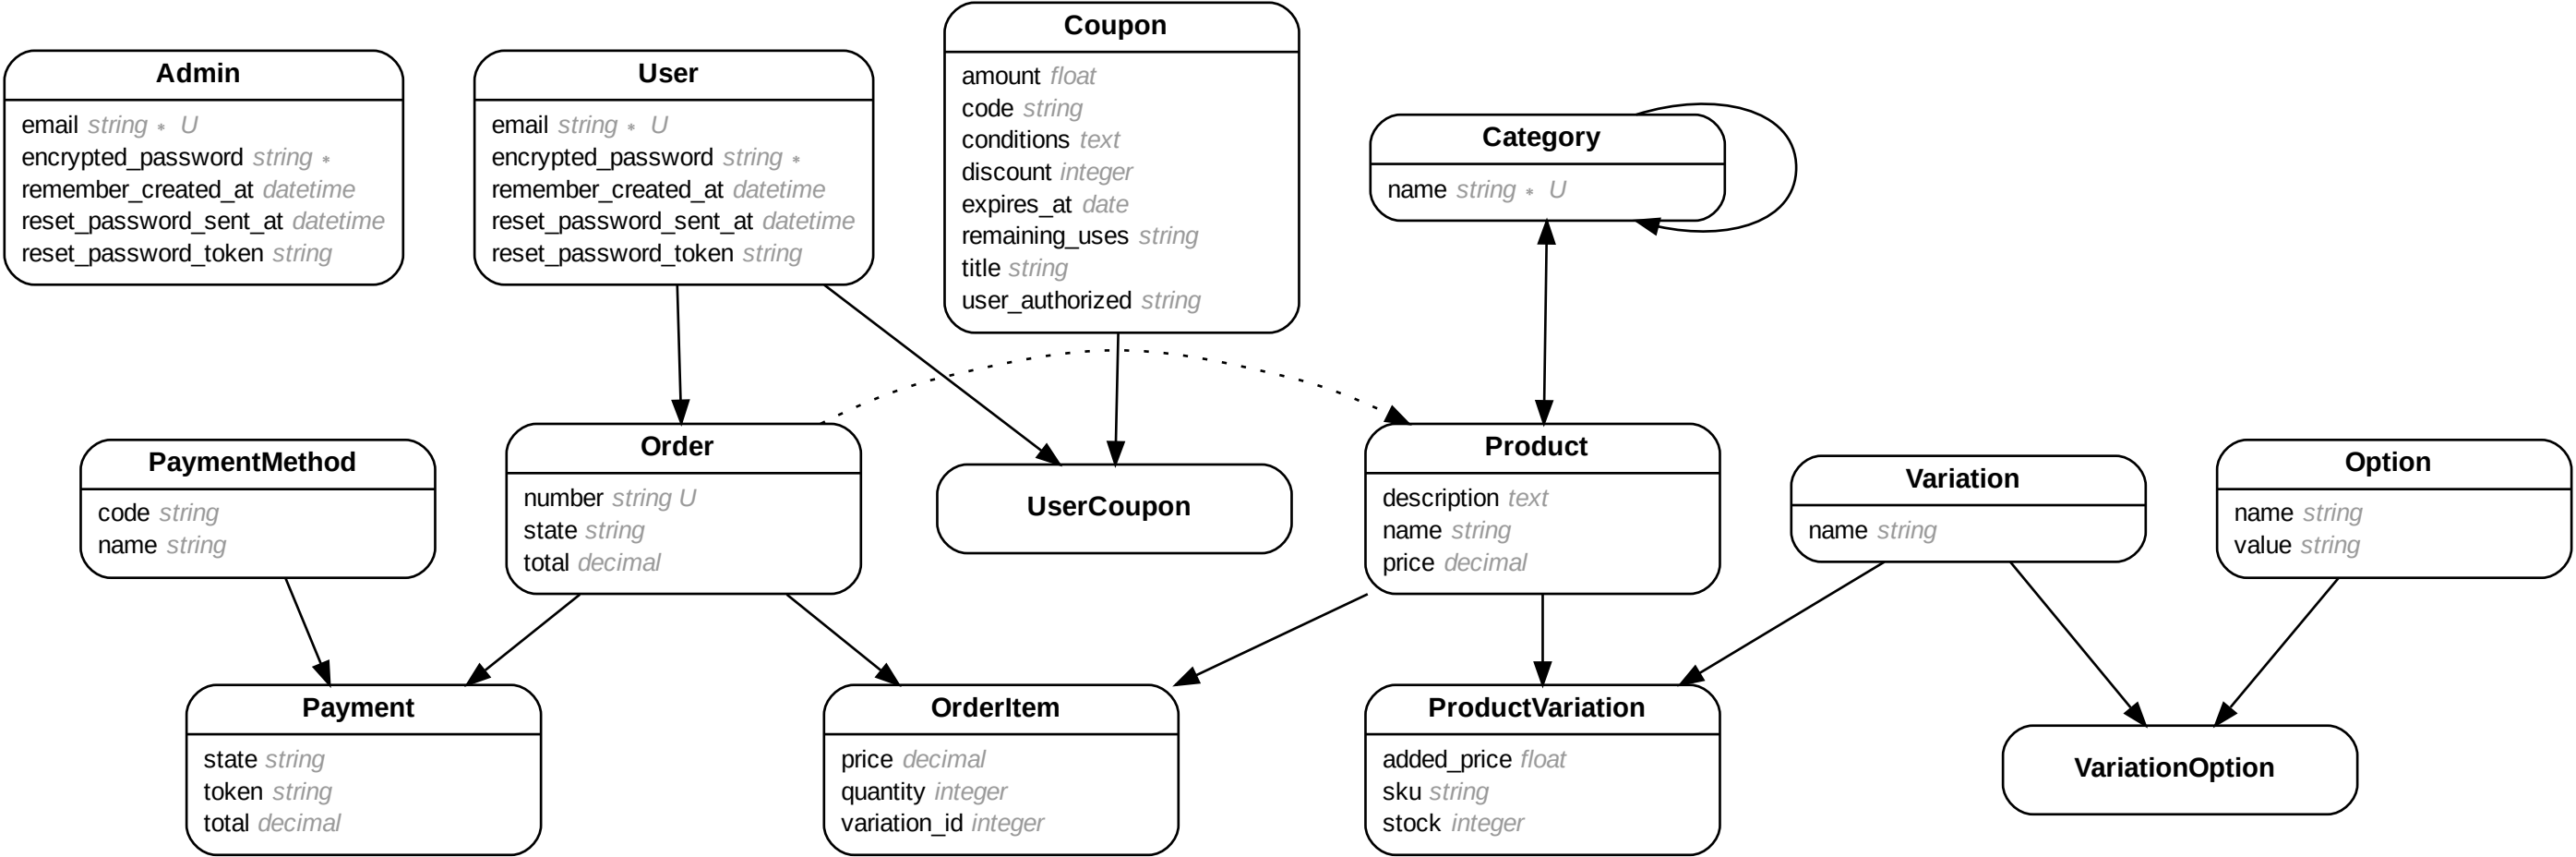 Admin
email string * U
encrypted_password string *
remember_created_at datetime
reset_password_sent_at datetime
reset_password_token string
User
email string * U
encrypted_password string *
remember_created_at datetime
reset_password_sent_at datetime
reset_password_token string
Coupon
amount float
code string
conditions text
discount integer
expires_at date
remaining_uses string
title string
user_authorized string
Category
name string * U
PaymentMethod
code string
name string
Order
number string U
state string
total decimal
UserCoupon
Product
description text
name string
price decimal
Variation
name string
Option
name string
value string
Payment
state string
token string
total decimal
OrderItem
price decimal
quantity integer
variation_id integer
ProductVariation
added_price float
sku string
stock integer
VariationOption